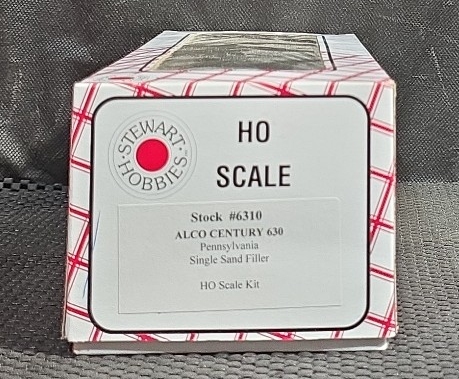 STEWART HOBBIES
HO
SCALE
Stock #6310
ALCO CENTURY 630
Pennsylvania
Single Sand Filler
HO Scale Kit